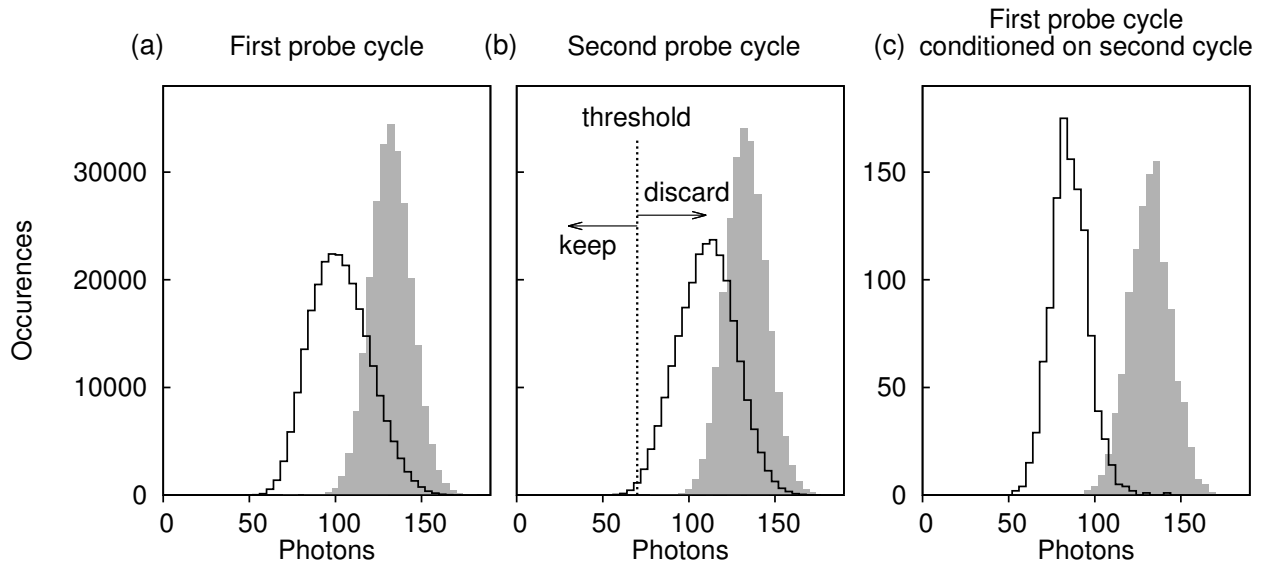 (a) First probe cycle
(b) Second probe cycle
(c) First probe cycle
conditioned on second cycle
Occurences
30000
20000
10000
0
0 50 100 150
Photons
threshold
discard
keep
0 50 100 150
Photons
150
100
50
0
0 50 100 150
Photons